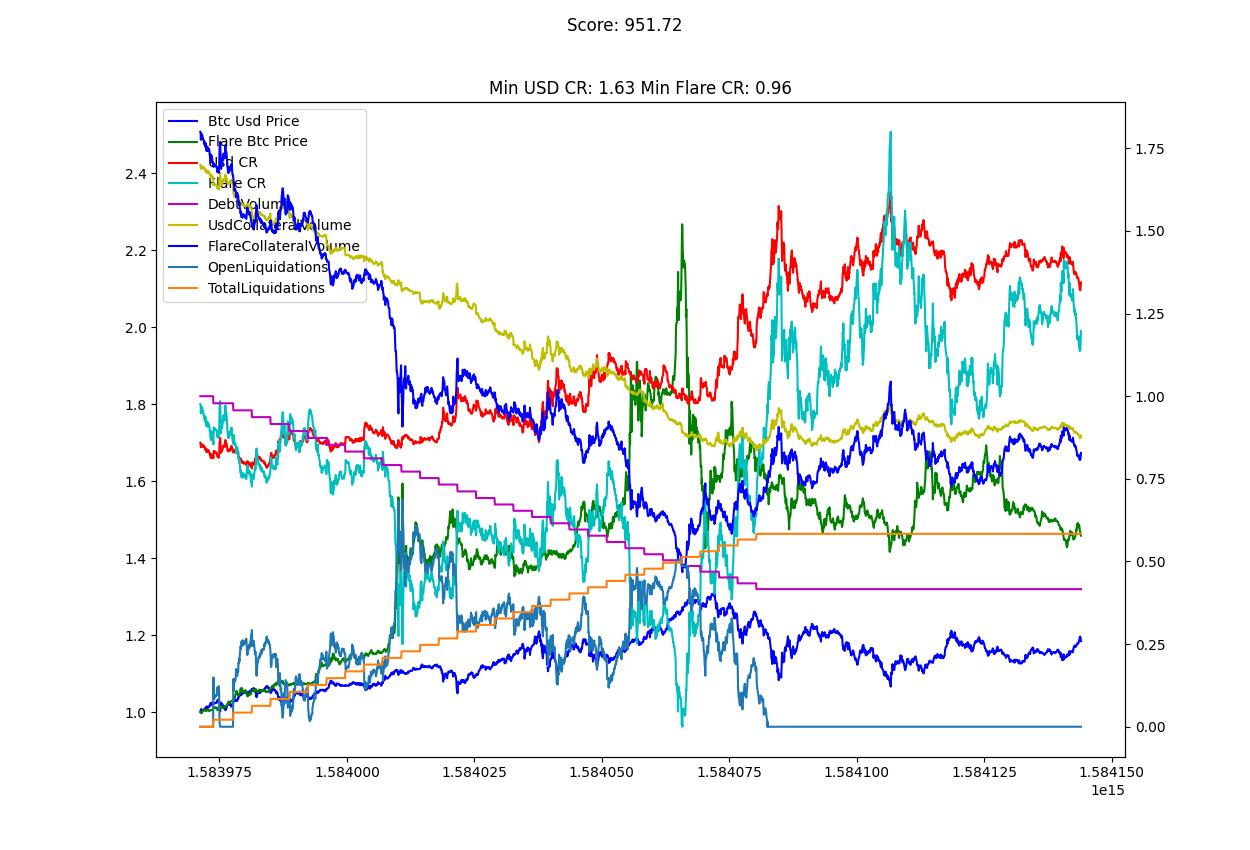 Score: 951.72
Min USD CR: 1.63 Min Flare CR: 0.96
Btc Usd Price
Flare Btc Price
Usd CR
Flare CR
DebtVolume
UsdCollateralVolume
FlareCollateralVolume
OpenLiquidations
TotalLiquidations
2.4
2.2
2.0
1.8
1.6
1.4
1.2
1.0
1.75
1.50
1.25
1.00
0.75
0.50
0.25
0.00
1.583975 1.584000 1.584025 1.584050 1.584075 1.584100 1.584125 1.584150
1e15